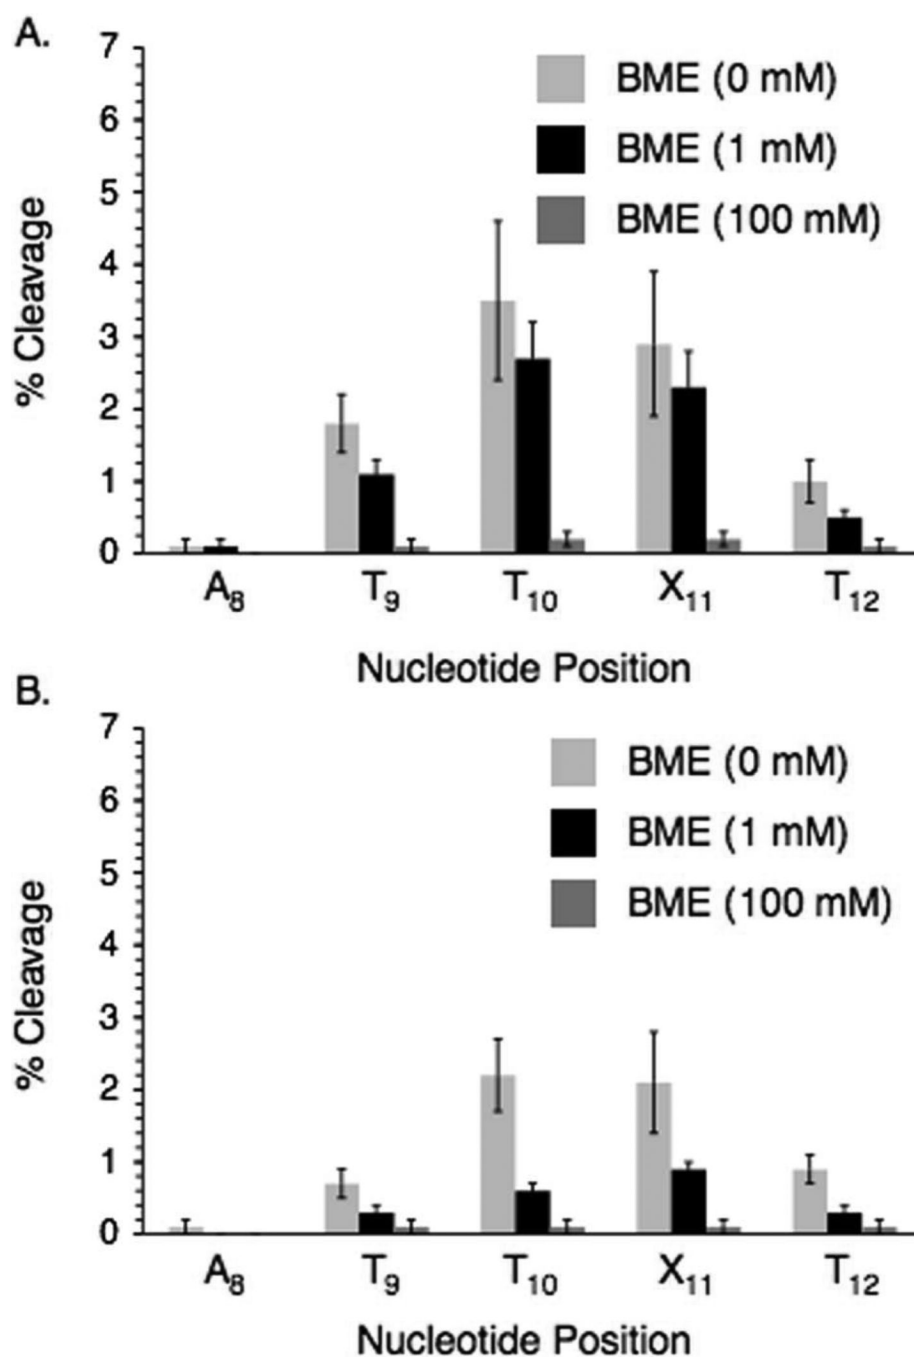 A.
7
6
5
4
3
2
1
0
% Cleavage
BME (0 mM)
BME (1 mM)
BME (100 mM)
A8 T9 T10 X11 T12
Nucleotide Position
B.
7
6
5
4
3
2
1
0
% Cleavage
BME (0 mM)
BME (1 mM)
BME (100 mM)
A8 T9 T10 X11 T12
Nucleotide Position